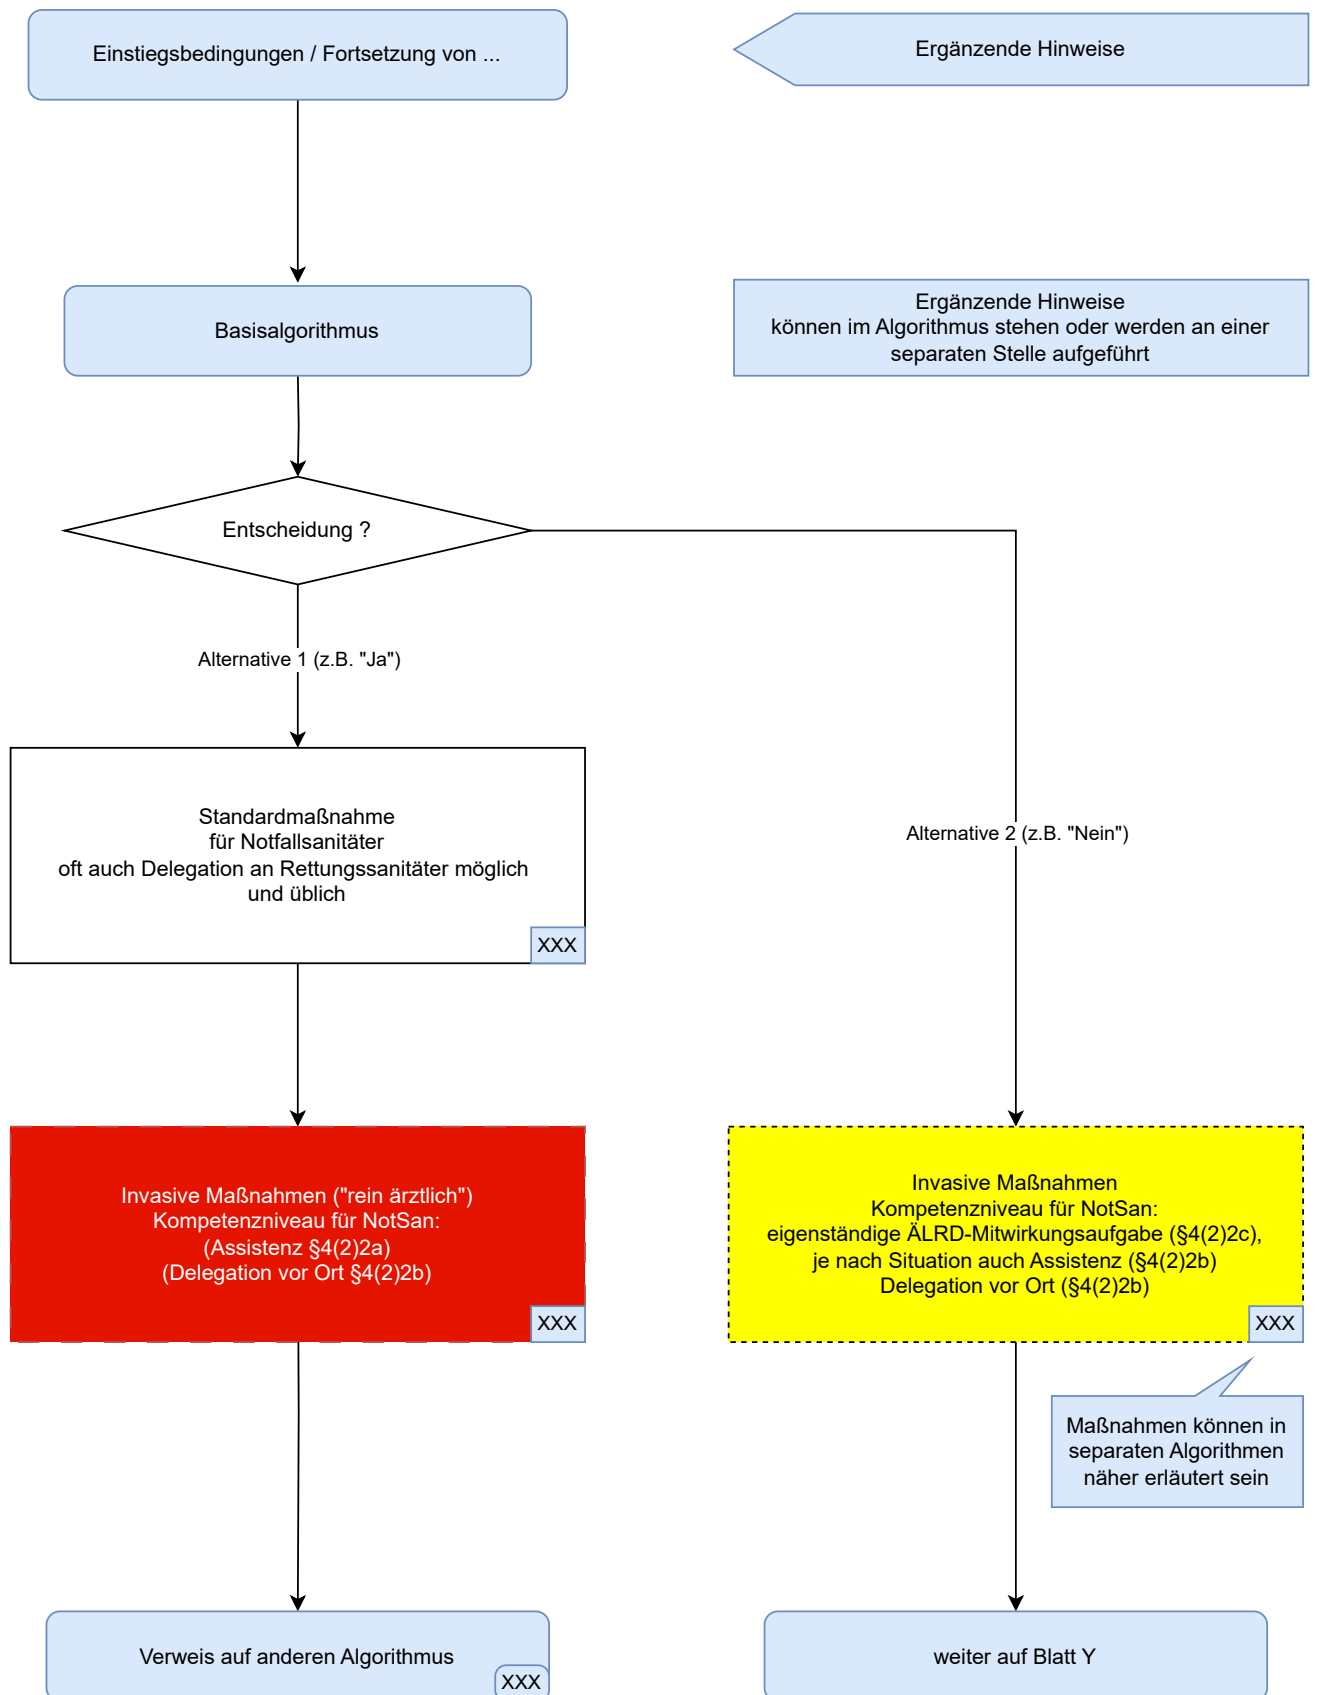 Einstiegsbedingungen / Fortsetzung von ...
Ergänzende Hinweise
Basisalgorithmus
Ergänzende Hinweise
können im Algorithmus stehen oder werden an einer
separaten Stelle aufgeführt
Entscheidung ?
Alternative 1 (z.B. "Ja")
Standardmaßnahme
für Notfallsanitäter
oft auch Delegation an Rettungssanitäter möglich
und üblich
XXX
Alternative 2 (z.B. "Nein")
Invasive Maßnahmen ("rein ärztlich")
Kompetenzniveau für NotSan:
(Assistenz §4(2)2a)
(Delegation vor Ort §4(2)2b)
XXX
Invasive Maßnahmen
Kompetenzniveau für NotSan:
eigenständige ÄLRD-Mitwirkungsaufgabe (§4(2)2c),
je nach Situation auch Assistenz (§4(2)2b)
Delegation vor Ort (§4(2)2b)
XXX
Maßnahmen können in
separaten Algorithmen
näher erläutert sein
Verweis auf anderen Algorithmus
XXX
weiter auf Blatt Y